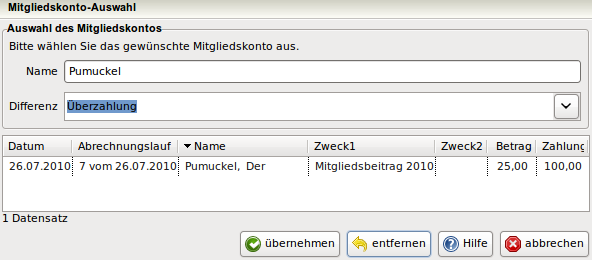 Mitgliedskonto-Auswahl
Auswahl des Mitgliedskontos
Bitte wählen Sie das gewünschte Mitgliedskonto aus.
Name Pumuckel
Differenz Überzahlung
Datum Abrechnungslauf Name Zweck1 Zweck2 Betrag Zahlung
26.07.2010 7 vom 26.07.2010 Pumuckel, Der Mitgliedsbeitrag 2010 25,00 100,00
1 Datensatz
übernehmen entfernen Hilfe abbrechen